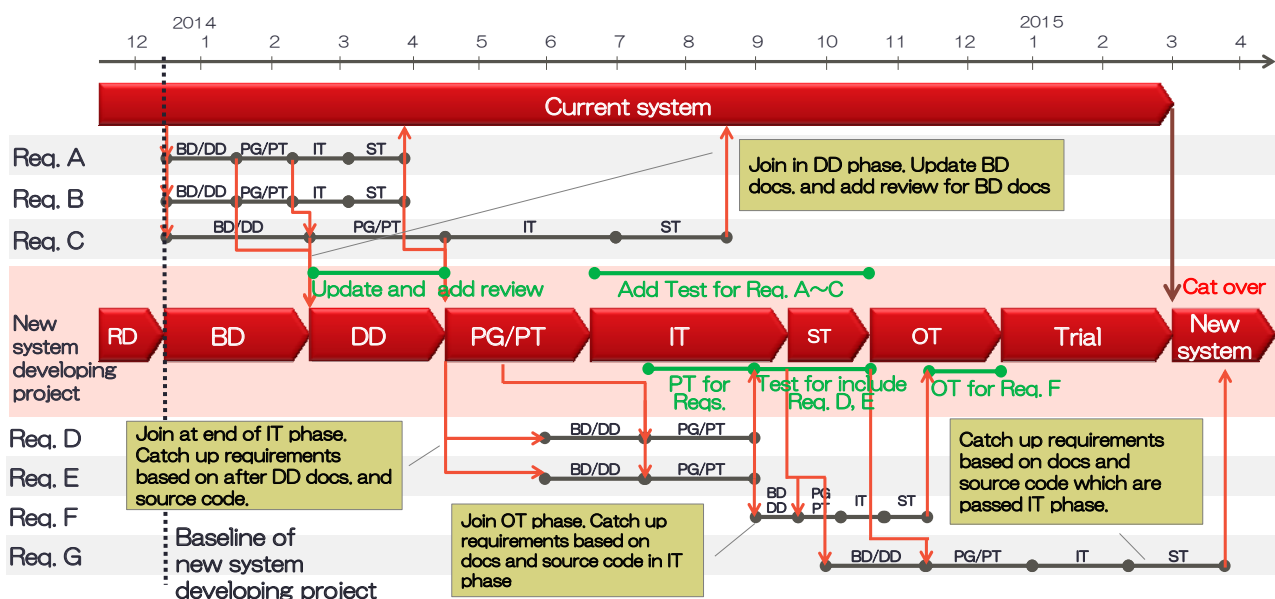 2014
2015
12 1 2 3 4 5 6 7 8 9 10 11 12 1 2 3 4
Current system
Req. A
BD/DD PG/PT IT ST
Join in DD phase. Update BD
docs. and add review for BD docs
Req. B
BD/DD PG/PT IT ST
Req. C
BD/DD PG/PT IT ST
Update and add review
Add Test for Req. A~C
Cat over
New
system
developing
project
RD
BD
DD
PG/PT
IT
ST
OT
Trial
New
system
PT for
Reqs.
Test for include
Req. D, E
OT for Req. F
Req. D
BD/DD PG/PT
Join at end of IT phase.
Catch up requirements
based on after DD docs. and
source code.
Catch up requirements
based on docs and
source code which are
passed IT phase.
Req. E
BD/DD PG/PT
Req. F
BD
DD
PG
PT
IT ST
Join OT phase. Catch up
requirements based on
docs and source code in IT
phase
Req. G
BD/DD PG/PT IT ST
Baseline of
new system
developing project